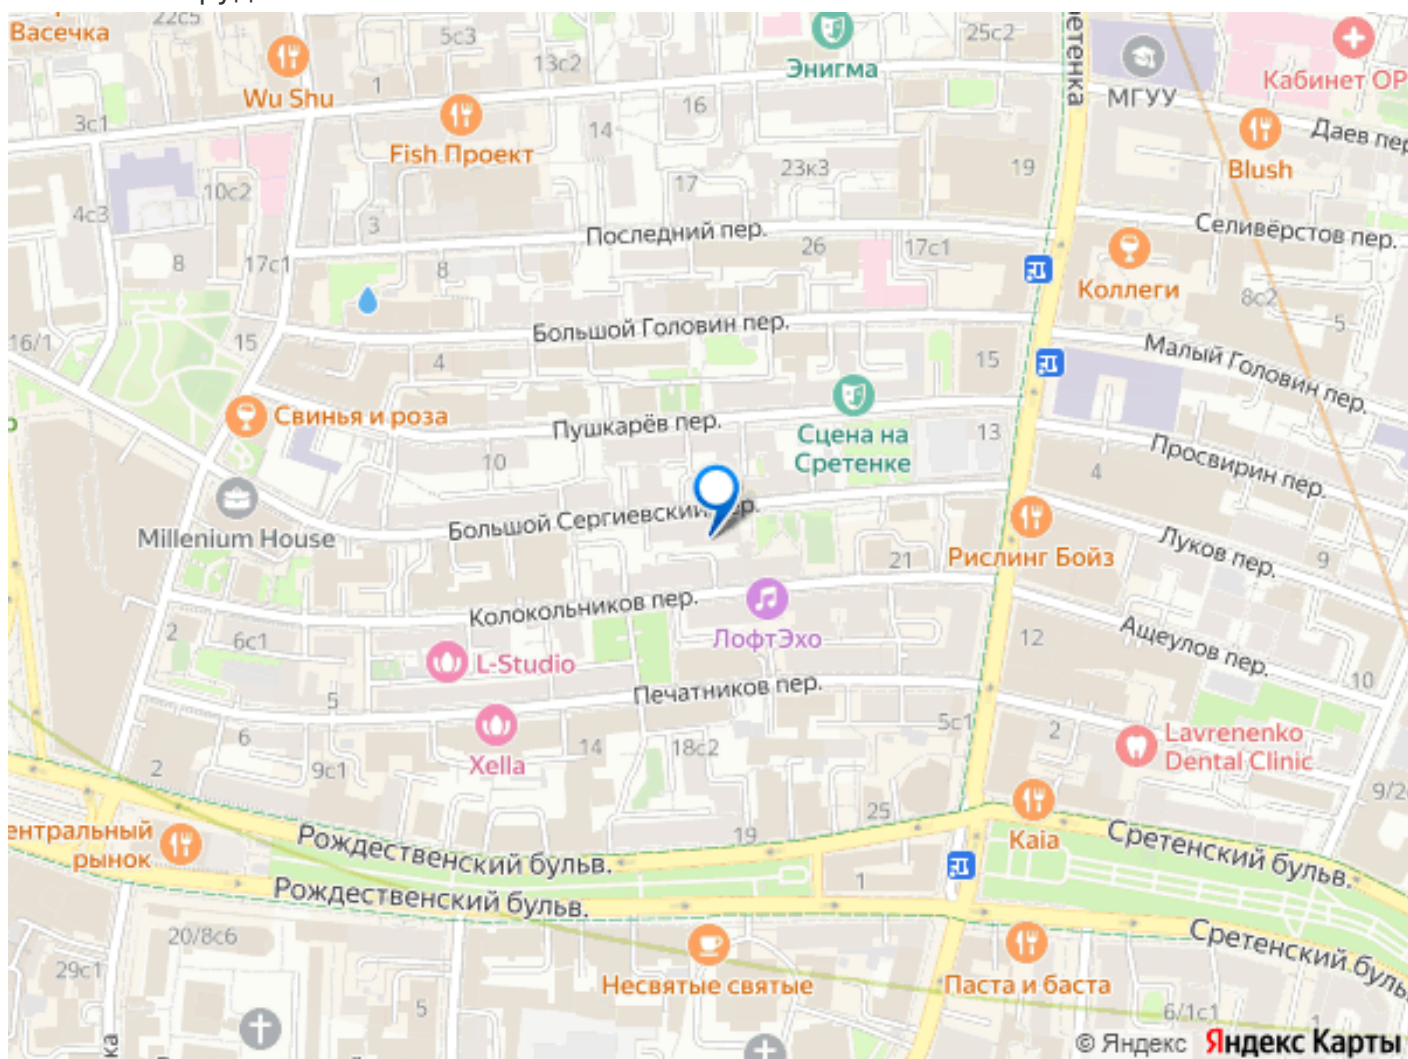 Васечка
22с5
5с3
13с2
Энигма
25с2
етенка
МГУУ
Кабинет ОР
Wu Shu
1
3с1
Fish Проект
16
14
Даев пер
Blush
10с2
4с3
17
23к3
19
3
Последний пер.
Селивёрстов пер.
8
17с1
8
26
17с1
Коллеги
8с2
5
16/1
15
Большой Головин пер.
4
15
Малый Головин пер.
Свинья и роза
Пушкарёв пер.
Сцена на
Сретенке
13
Просвирин пер.
10
4
Millenium House
Большой Сергиевский
ер.
Рислинг Бойз
Луков пер.
9
21
Колокольников пер.
ЛофтЭхо
2
6с1
L-Studio
12
Ащеулов пер.
Печатников пер.
10
5
6
Xella
14
18с2
5с1
2
Lavrenenko
Dental Clinic
2
9с1
9/2
25
19
Kaia
ентральный
рынок
Рождественский бульв.
Сретенский бульв.
1
Рождественский бульв.
20/8с6
Сретенский буль
29с1
Несвятые святые
Паста и баста
5
6/1с1
1
ка
© Яндекс Яндекс Карты